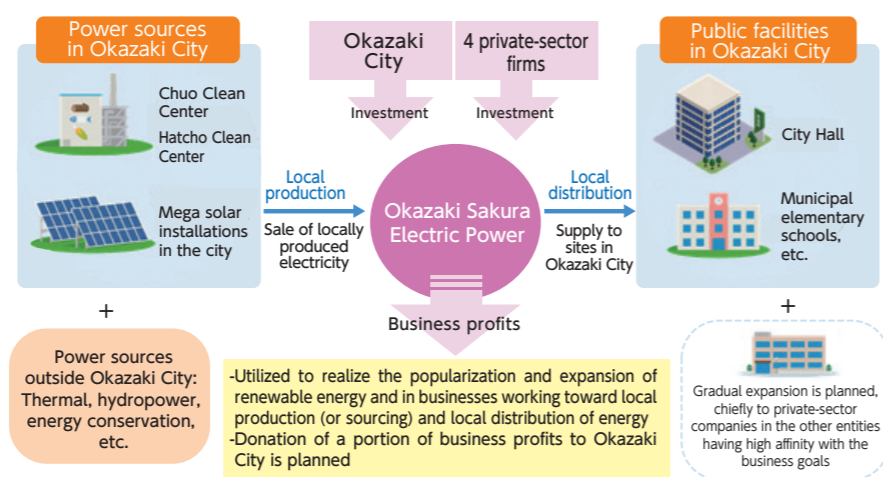 Power sources
in Okazaki City
Chuo Clean
Center
Hatcho Clean
Center
Mega solar
installations
in the city
+
Power sources
outside Okazaki City:
Thermal, hydropower,
energy conservation,
etc.
Okazaki
City
4 private-sector
firms
Investment
Investment
Local
production
Sale of locally
produced
electricity
Okazaki Sakura
Electric Power
Local
distribution
Supply to
sites in
Okazaki City
Business profits
-Utilized to realize the popularization and expansion of
renewable energy and in businesses working toward local
production (or sourcing) and local distribution of energy
-Donation of a portion of business profits to Okazaki
City is planned
Public facilities
in Okazaki City
City Hall
Municipal
elementary
schools,
etc.
+
Gradual expansion is planned,
chiefly to private-sector
companies in the other entities
having high affinity with the
business goals